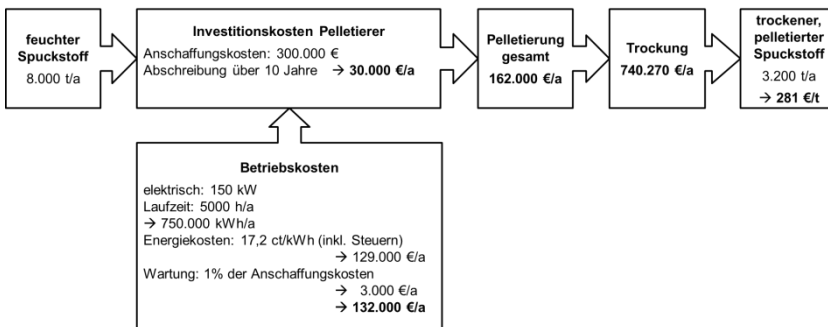 feuchter
Spuckstoff
8.000 t/a
Investitionskosten Pelletierer
Anschaffungskosten: 300.000 €
Abschreibung über 10 Jahre → 30.000 €/a
Pelletierung
gesamt
162.000 €/a
Trockung
740.270 €/a
trockener,
pelletierter
Spuckstoff
3.200 t/a
→ 281 €/t
Betriebskosten
elektrisch: 150 kW
Laufzeit: 5000 h/a
→ 750.000 kWh/a
Energiekosten: 17,2 ct/kWh (inkl. Steuern)
→ 129.000 €/a
Wartung: 1% der Anschaffungskosten
→ 3.000 €/a
→ 132.000 €/a